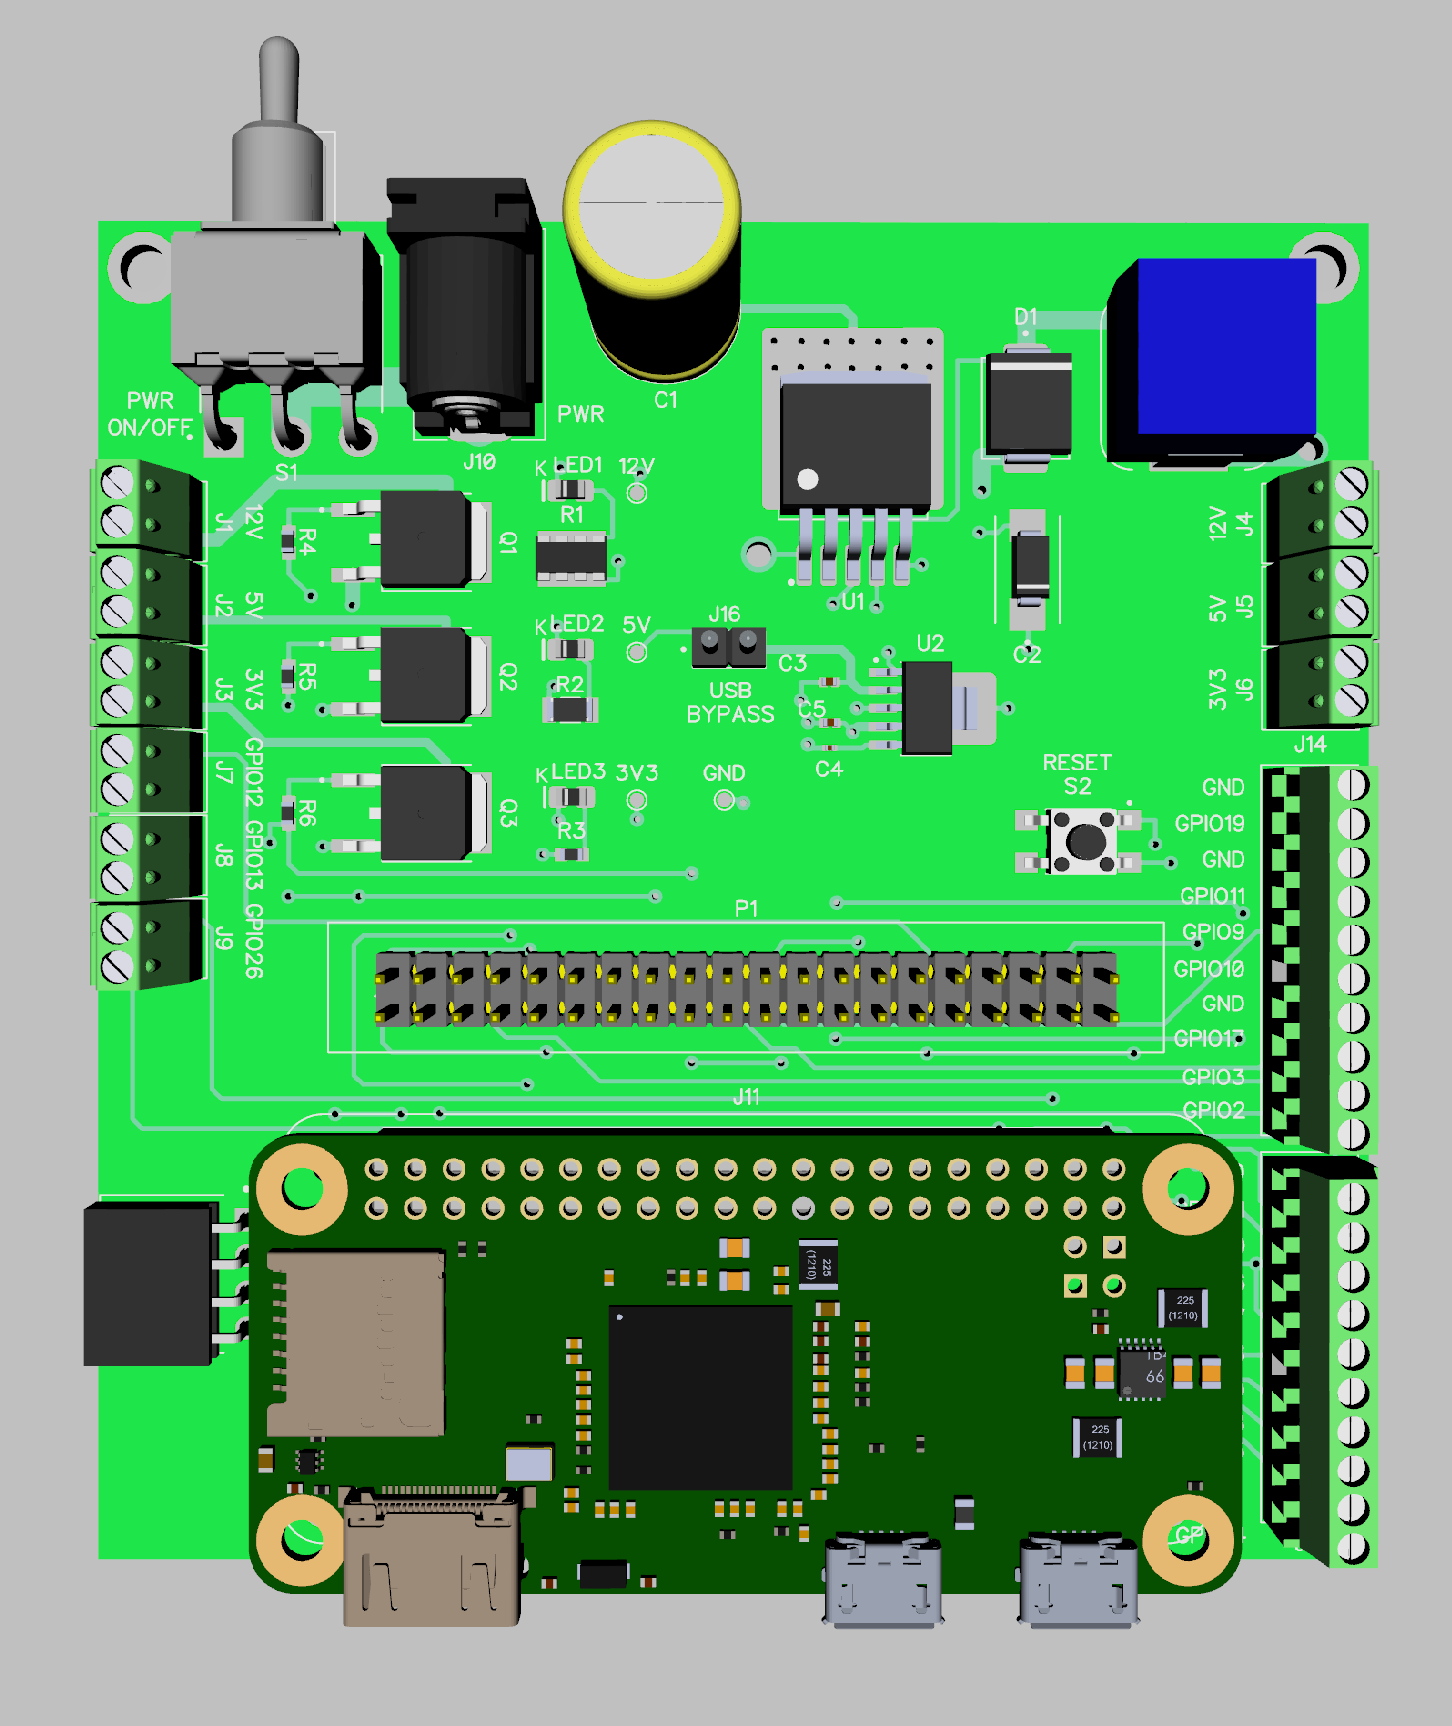 PWR
ON/OFF
S1
J10
PWR
C1
D1
K LED1 12V
R1
J1
12V
R4
Q1
J2
5V
K LED2 5V
R2
R5
Q2
J3
3V3
J16
USB
BYPASS
U1
C2
U2
C3
C5
C4
12V
J4
5V
J5
3V3
J6
J14
RESET
S2
J7
GPIO12
K LED3 3V3 GND
R3
R6
Q3
J8
GPIO13
J9
GPIO26
P1
J11
GND
GPIO19
GND
GPIO11
GPIO9
GPIO10
GND
GPIO17
GPIO3
GPIO2
225
(1210)
225
(1210)
66
225
(1210)
GP